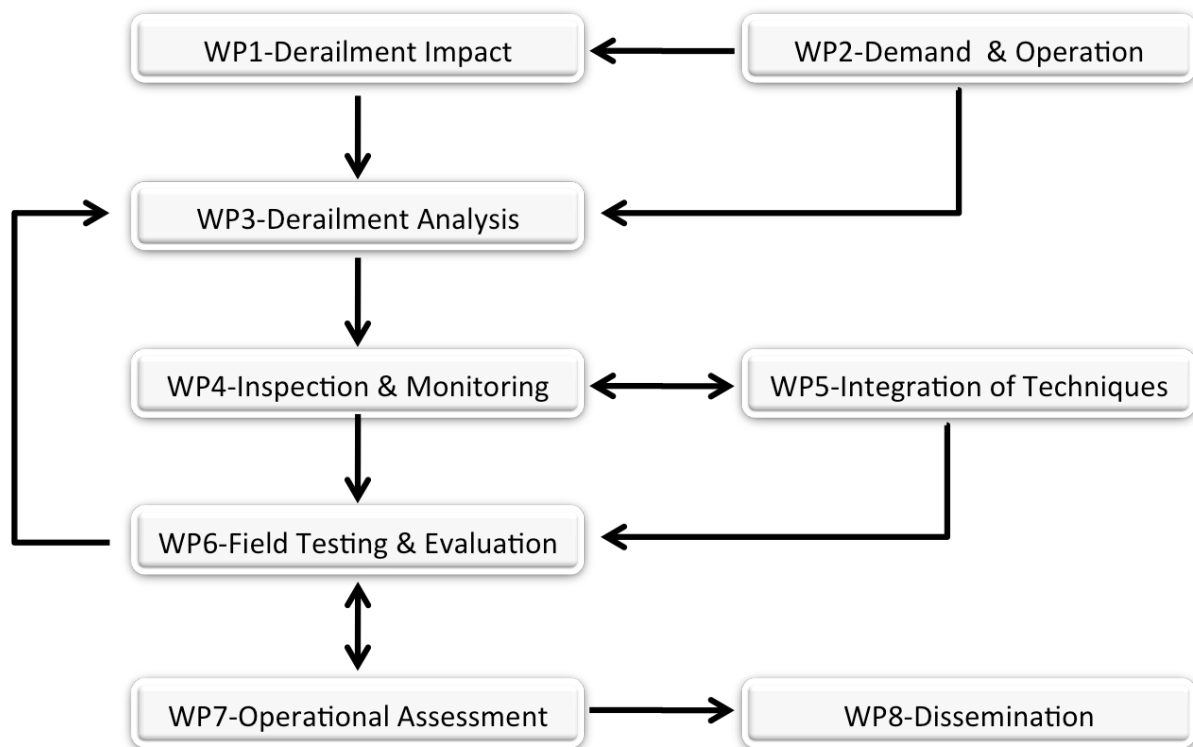 WP1-Derailment Impact
WP2-Demand & Operation
WP3-Derailment Analysis
WP4-Inspection & Monitoring
WP5-Integration of Techniques
WP6-Field Testing & Evaluation
WP7-Operational Assessment
WP8-Dissemination